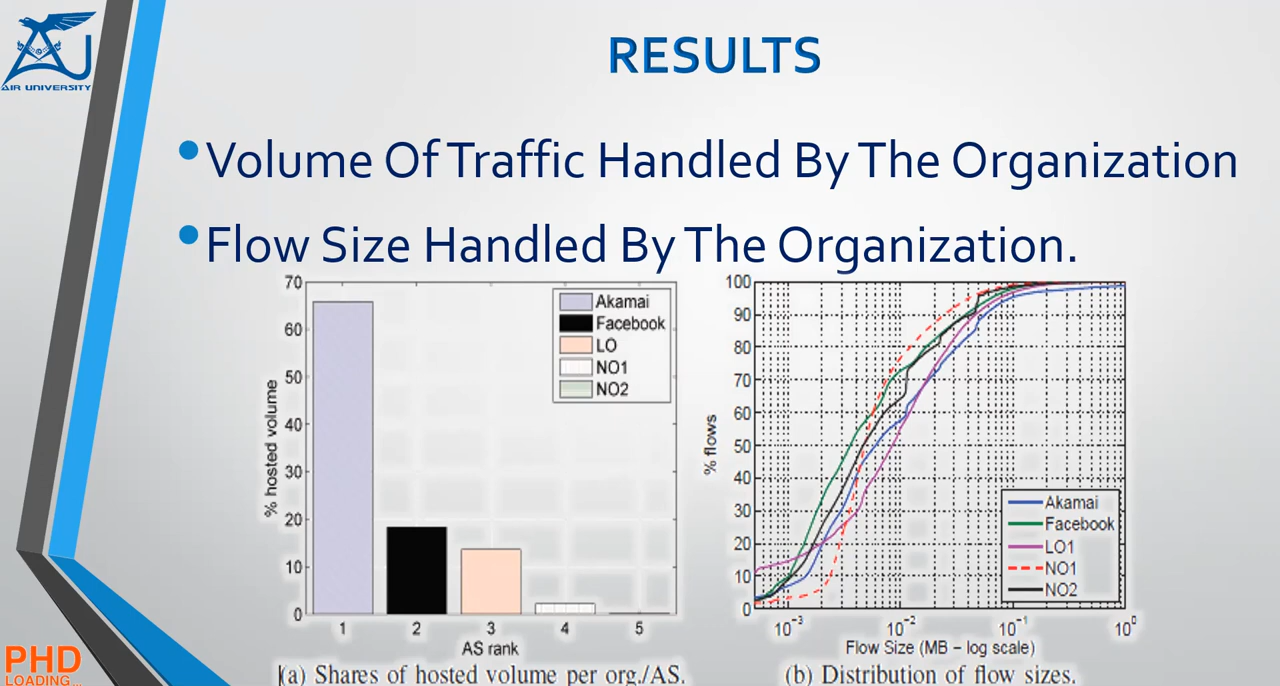 AIR UNIVERSITY
RESULTS
•Volume Of Traffic Handled By The Organization
•Flow Size Handled By The Organization.
70
60
50
40
30
20
10
0
% hosted volume
Akamai
Facebook
LO
NO1
NO2
1 2 3 4 5
AS rank
(a) Shares of hosted volume per org./AS.
100
90
80
70
60
50
40
30
20
10
0
% flows
Akamai
Facebook
LO1
NO1
NO2
10⁻³ 10⁻² 10⁻¹ 10⁰
Flow Size (MB – log scale)
(b) Distribution of flow sizes.
PHD
LOADING...